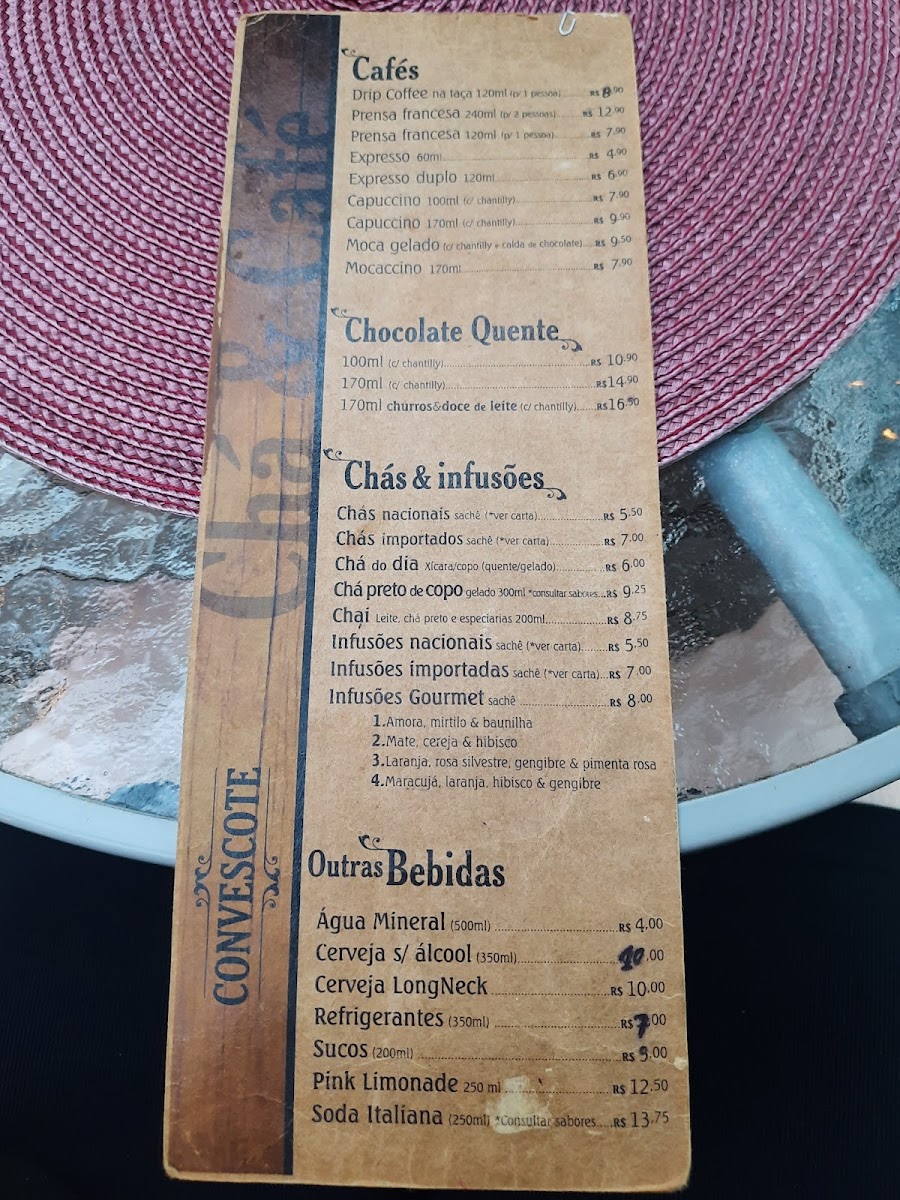 Chá & Café
CONVESCOTE
Cafés
Drip Coffee na taça 120ml (p/ 1 pessoa)..........R$ 8,90
Prensa francesa 240ml (p/ 2 pessoas)..........R$ 12,90
Prensa francesa 120ml (p/ 1 pessoa)..........R$ 7,90
Expresso 60ml..........R$ 4,90
Expresso duplo 120ml..........R$ 6,90
Capuccino 100ml (c/ chantilly)..........R$ 7,90
Capuccino 170ml (c/ chantilly)..........R$ 9,90
Moca gelado (c/ chantilly e calda de chocolate)....R$ 9,50
Mocaccino 170ml..........R$ 7,90
Chocolate Quente
100ml (c/ chantilly)..........R$ 10,90
170ml (c/ chantilly)..........R$14,90
170ml churros&doce de leite (c/ chantilly)......R$16,50
Chás & infusões
Chás nacionais sachê (*ver carta)..........R$ 5,50
Chás importados sachê (*ver carta)..........R$ 7,00
Chá do dia Xícara/copo (quente/gelado)..........R$ 6,00
Chá preto de copo gelado 300ml *consultar sabores...R$ 9,25
Chai Leite, chá preto e especiarias 200ml..........R$ 8,75
Infusões nacionais sachê (*ver carta)........R$ 5,50
Infusões importadas sachê (*ver carta)...R$ 7,00
Infusões Gourmet sachê ..........R$ 8,00
1.Amora, mirtilo & baunilha
2.Mate, cereja & hibisco
3.Laranja, rosa silvestre, gengibre & pimenta rosa
4.Maracujá, laranja, hibisco & gengibre
Outras Bebidas
Água Mineral (500ml) ..........R$ 4,00
Cerveja s/ álcool (350ml)..........10,00
Cerveja LongNeck ..........R$ 10,00
Refrigerantes (350ml) ..........R$ 7,00
Sucos (200ml) ..........R$ 9,00
Pink Limonade 250 ml ..........R$ 12,50
Soda Italiana (250ml) *Consultar sabores....R$ 13,75